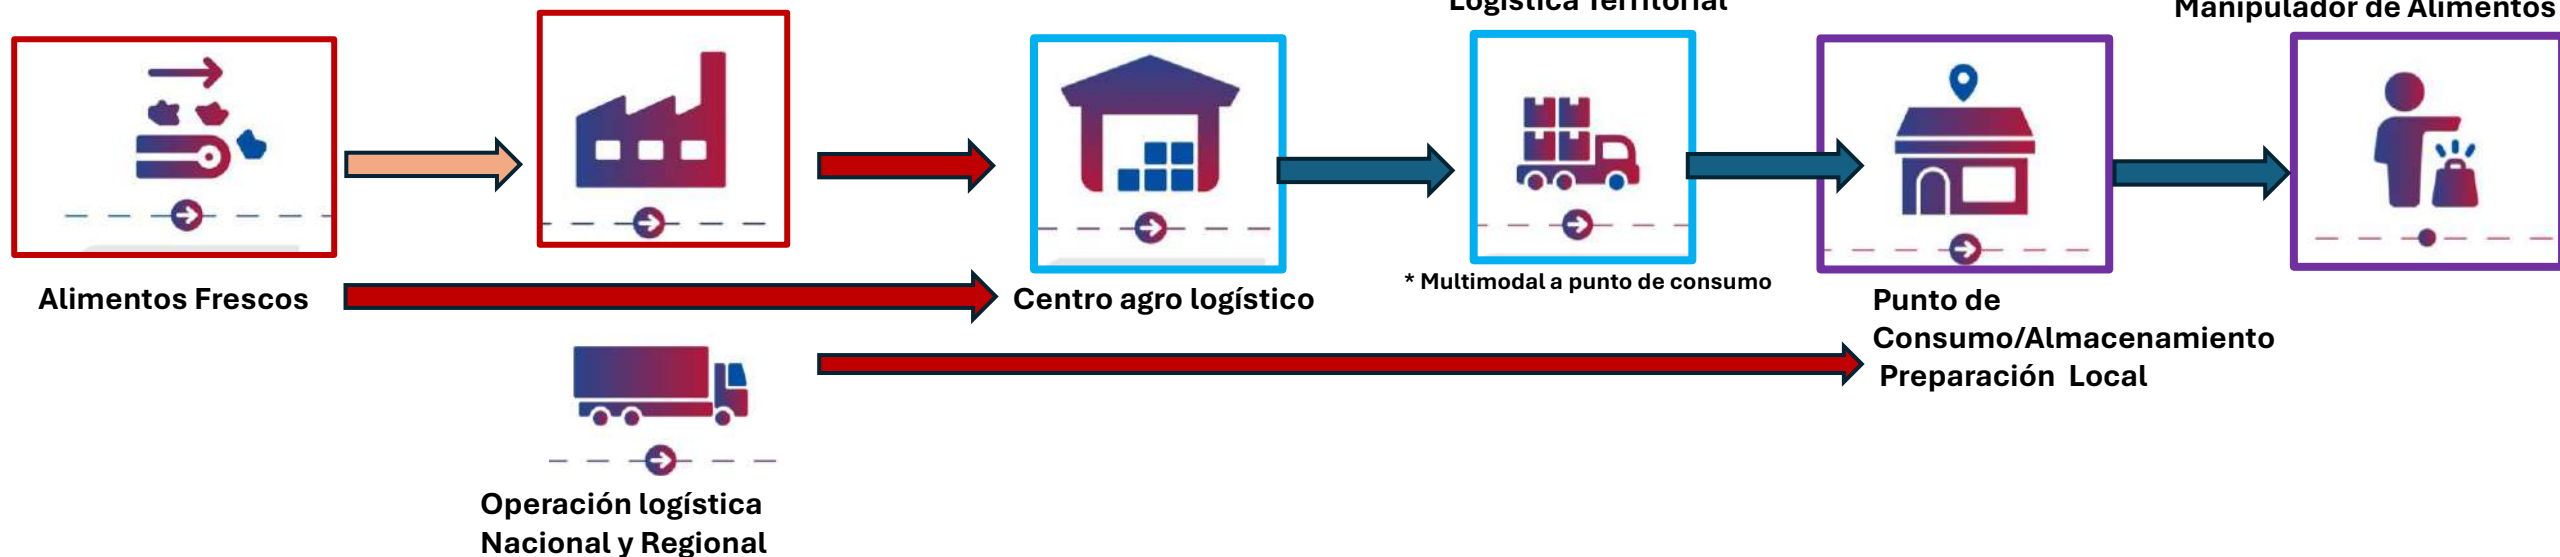 Logística Territorial
Manipulador de Alimentos
Alimentos Frescos
Centro agro logístico
* Multimodal a punto de consumo
Punto de
Consumo/Almacenamiento
Preparación Local
Operación logística
Nacional y Regional